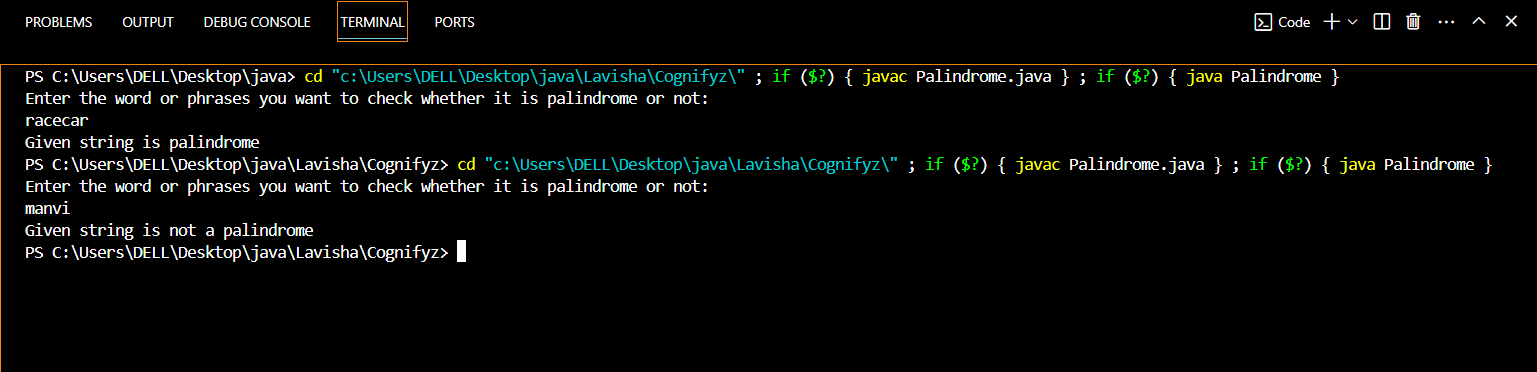 PROBLEMS OUTPUT DEBUG CONSOLE TERMINAL PORTS Code
PS C:\Users\DELL\Desktop\java> cd "c:\Users\DELL\Desktop\java\Lavisha\Cognifyz\" ; if ($?) { javac Palindrome.java } ; if ($?) { java Palindrome }
Enter the word or phrases you want to check whether it is palindrome or not:
racecar
Given string is palindrome
PS C:\Users\DELL\Desktop\java\Lavisha\Cognifyz> cd "c:\Users\DELL\Desktop\java\Lavisha\Cognifyz\" ; if ($?) { javac Palindrome.java } ; if ($?) { java Palindrome }
Enter the word or phrases you want to check whether it is palindrome or not:
manvi
Given string is not a palindrome
PS C:\Users\DELL\Desktop\java\Lavisha\Cognifyz>